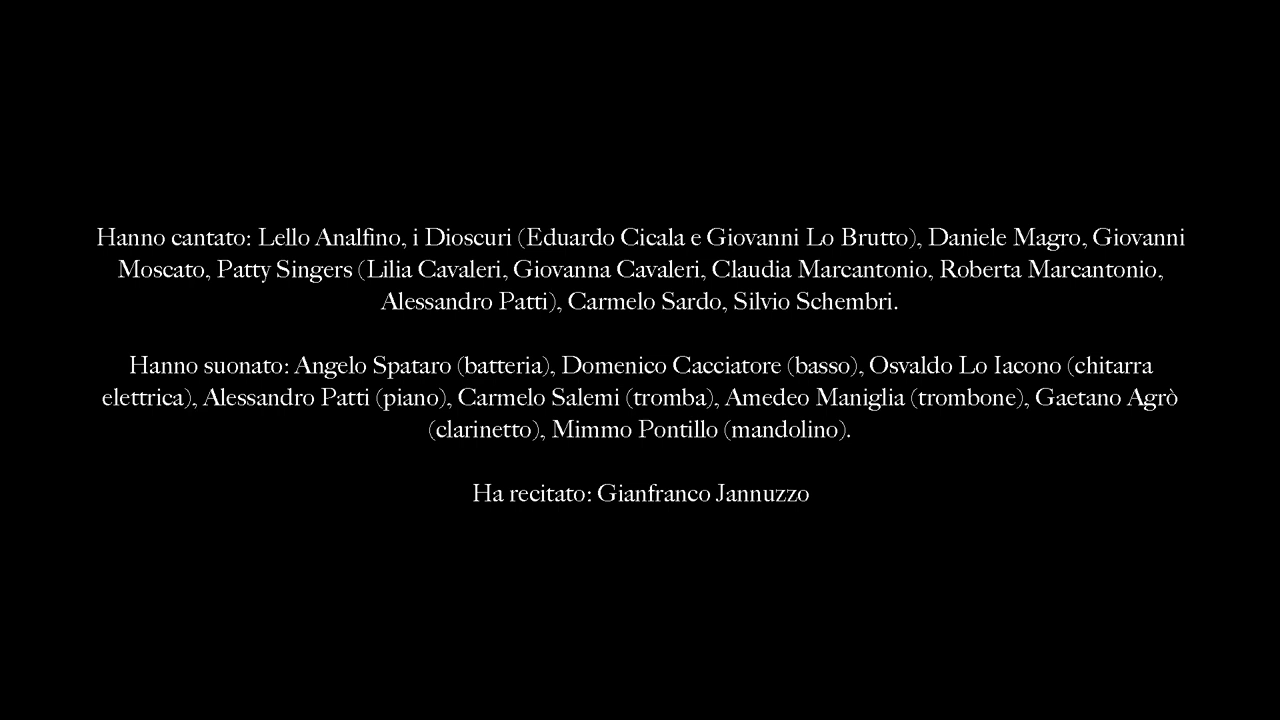 Hanno cantato: Lello Analfino, i Dioscuri (Eduardo Cicala e Giovanni Lo Brutto), Daniele Magro, Giovanni
Moscato, Patty Singers (Lilia Cavaleri, Giovanna Cavaleri, Claudia Marcantonio, Roberta Marcantonio,
Alessandro Patti), Carmelo Sardo, Silvio Schembri.
Hanno suonato: Angelo Spataro (batteria), Domenico Cacciatore (basso), Osvaldo Lo Iacono (chitarra
elettrica), Alessandro Patti (piano), Carmelo Salemi (tromba), Amedeo Maniglia (trombone), Gaetano Agrò
(clarinetto), Mimmo Pontillo (mandolino).
Ha recitato: Gianfranco Jannuzzo